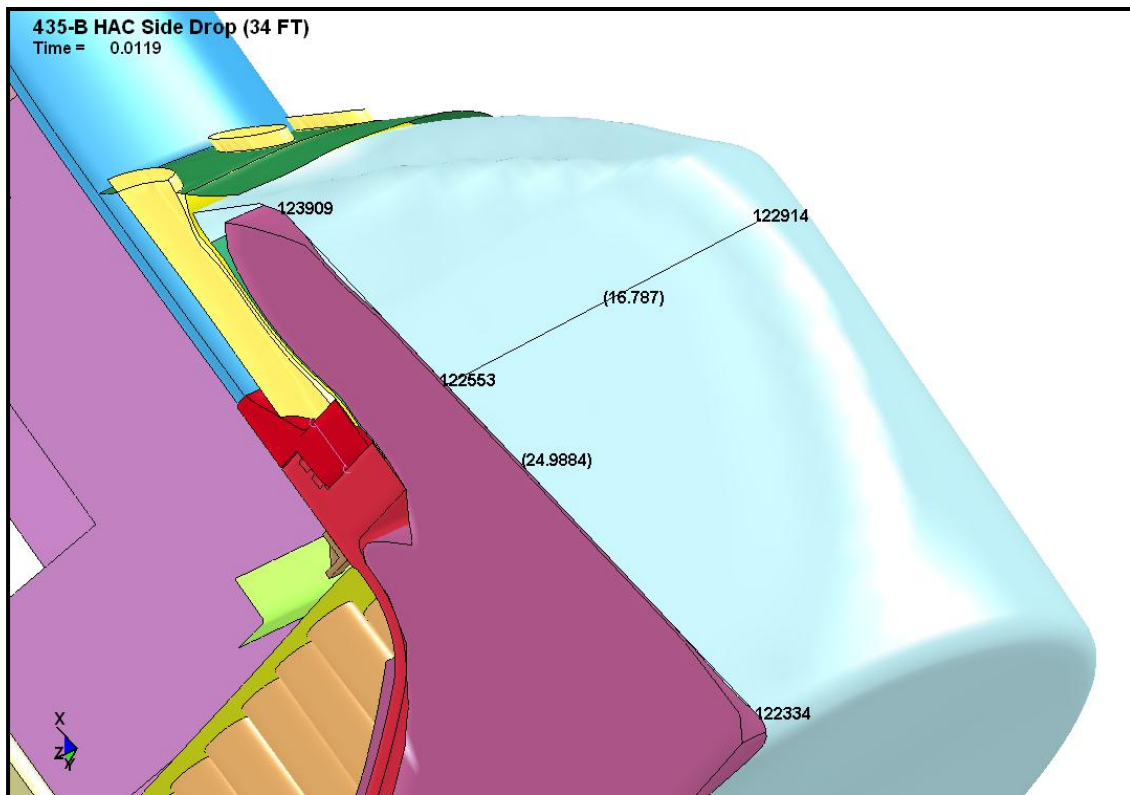 435-B HAC Side Drop (34 FT)
Time = 0.0119
123909
122914
(16.787)
122553
(24.9884)
122334
X
Z
Y